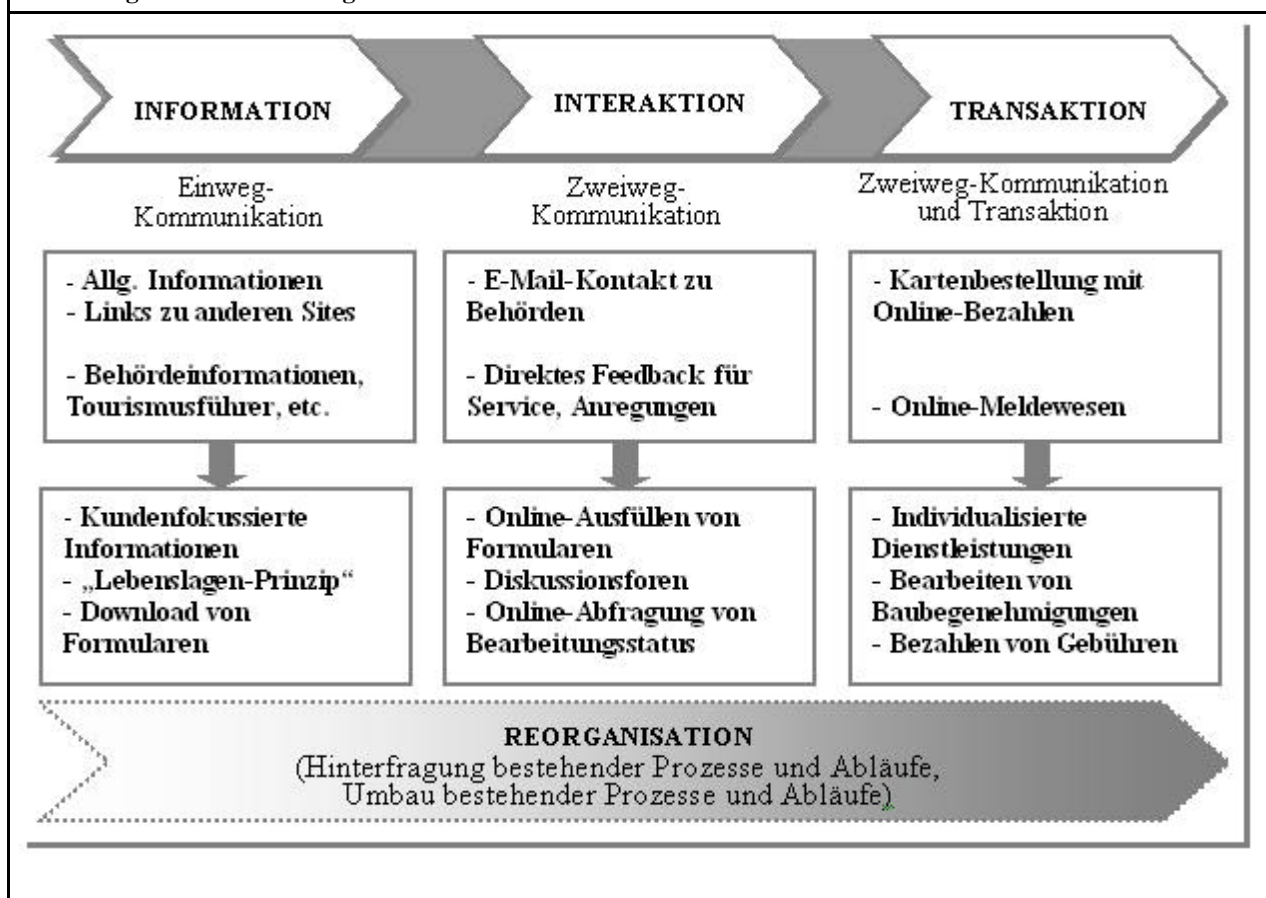 INFORMATION
INTERAKTION
TRANSAKTION
Einweg-
Kommunikation
Zweiweg-
Kommunikation
Zweiweg-Kommunikation
und Transaktion
- Allg. Informationen
- Links zu anderen Sites
- Behördeinformationen,
Tourismusführer, etc.
- E-Mail-Kontakt zu
Behörden
- Direktes Feedback für
Service, Anregungen
- Kartenbestellung mit
Online-Bezahlen
- Online-Meldewesen
- Kundenfokussierte
Informationen
- „Lebenslagen-Prinzip“
- Download von
Formularen
- Online-Ausfüllen von
Formularen
- Diskussionsforen
- Online-Abfragung von
Bearbeitungsstatus
- Individualisierte
Dienstleistungen
- Bearbeiten von
Baubegenehmigungen
- Bezahlen von Gebühren
REORGANISATION
(Hinterfragung bestehender Prozesse und Abläufe,
Umbau bestehender Prozesse und Abläufe)